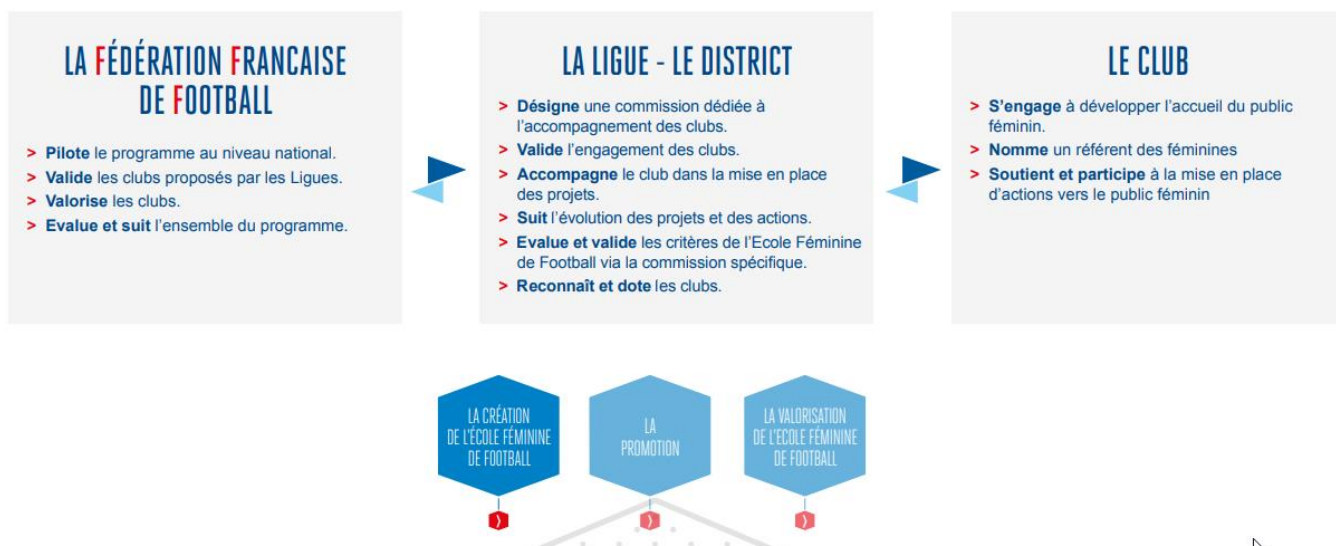 LA FÉDÉRATION FRANCAISE
DE FOOTBALL
> Pilote le programme au niveau national.
> Valide les clubs proposés par les Ligues.
> Valorise les clubs.
> Evalue et suit l'ensemble du programme.
LA LIGUE - LE DISTRICT
> Désigne une commission dédiée à
l'accompagnement des clubs.
> Valide l'engagement des clubs.
> Accompagne le club dans la mise en place
des projets.
> Suit l'évolution des projets et des actions.
> Evalue et valide les critères de l'Ecole Féminine
de Football via la commission spécifique.
> Reconnaît et dote les clubs.
LE CLUB
> S'engage à développer l'accueil du public
féminin.
> Nomme un référent des féminines
> Soutient et participe à la mise en place
d'actions vers le public féminin
LA CRÉATION
DE L'ÉCOLE FÉMININE
DE FOOTBALL
LA
PROMOTION
LA VALORISATION
DE L'ECOLE FÉMININE
DE FOOTBALL